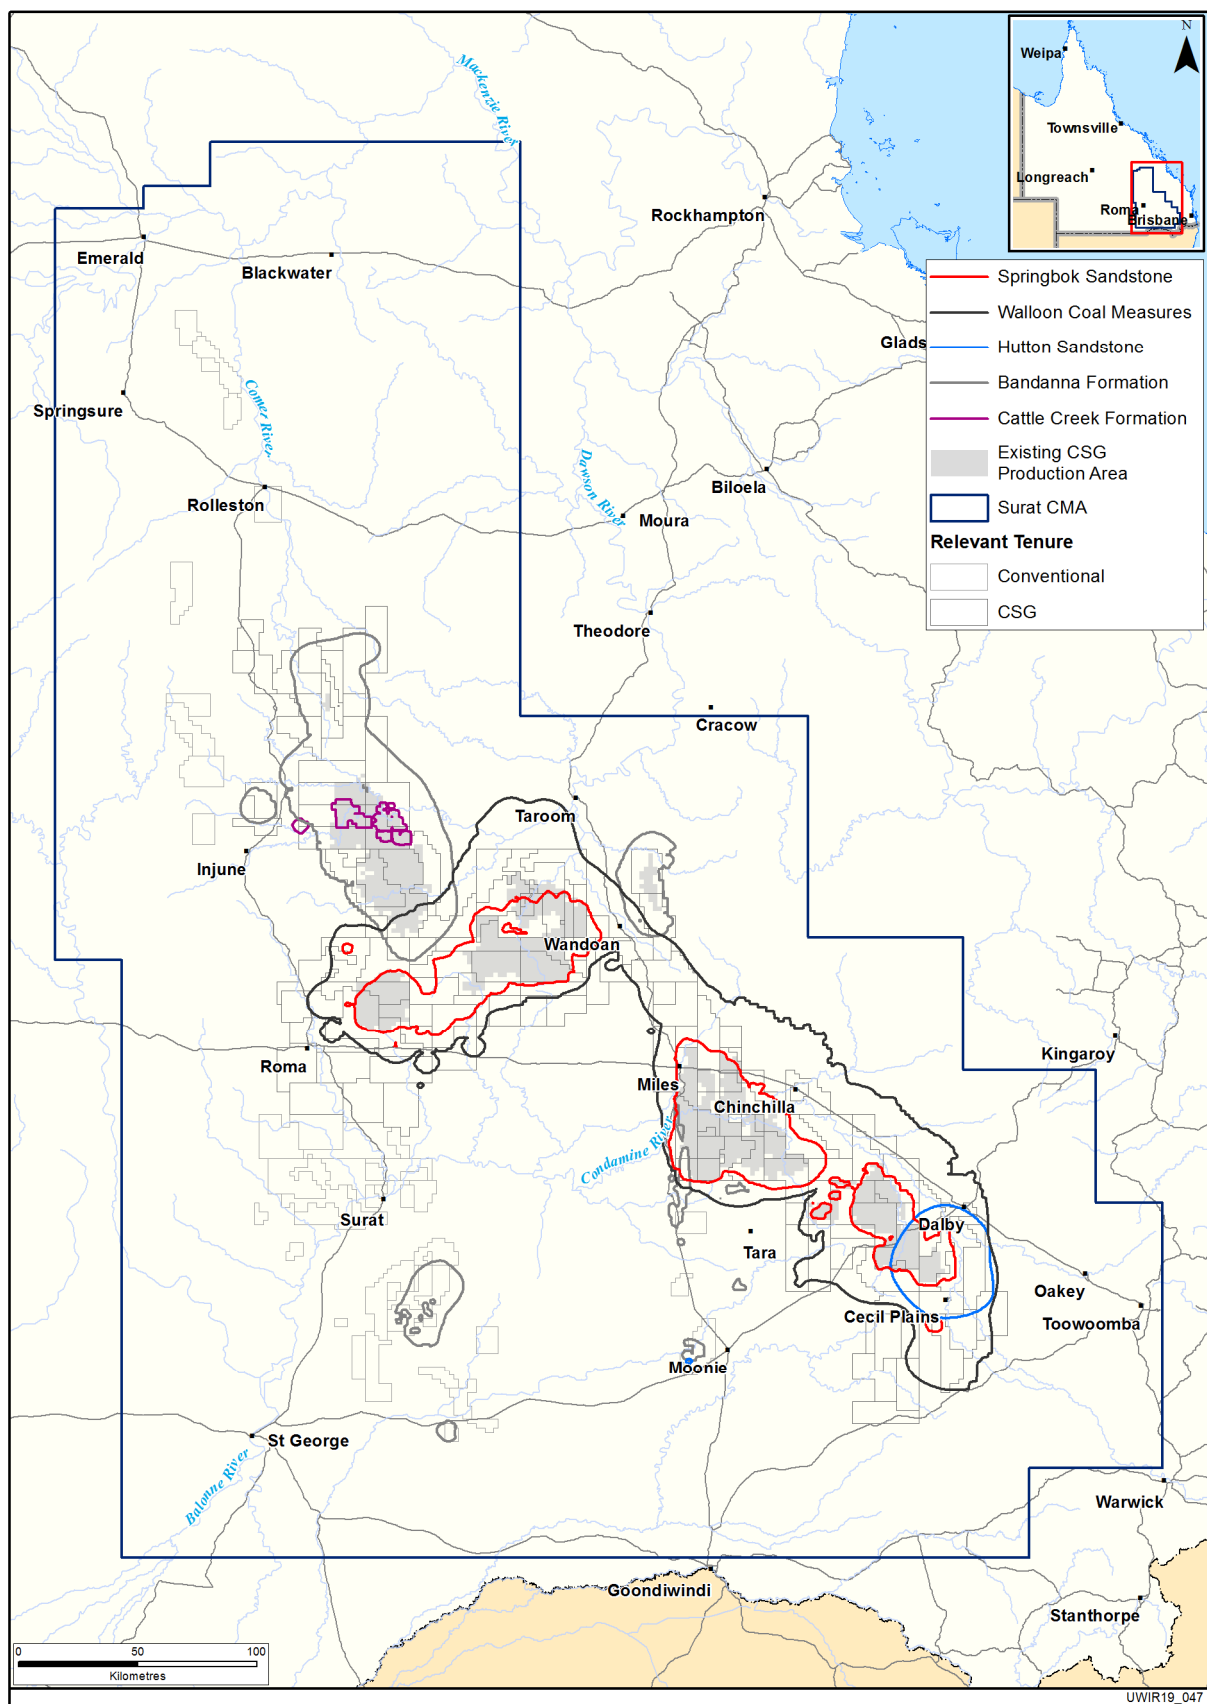 N
Weipa
Townsville
Longreach
Roma
Brisbane
Mackenzie River
Rockhampton
Emerald
Blackwater
Springbok Sandstone
Walloon Coal Measures
Hutton Sandstone
Bandanna Formation
Cattle Creek Formation
Existing CSG
Production Area
Surat CMA
Relevant Tenure
Conventional
CSG
Glads
Springsure
Comer River
Dawson River
Biloela
Rolleston
Moura
Theodore
Cracow
Taroom
Injune
Wandoan
Roma
Kingaroy
Miles
Chinchilla
Condamine River
Surat
Dalby
Tara
Oakey
Cecil Plains
Toowoomba
Moonie
St George
Balonne River
Warwick
Goondiwindi
Stanthorpe
0 50 100
Kilometres
UWIR19_047